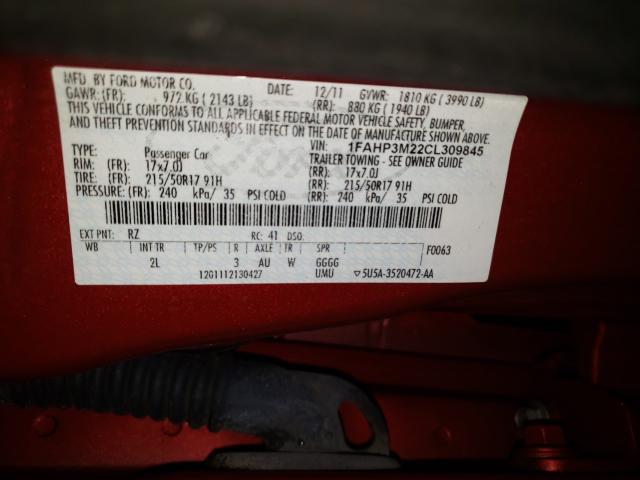 MFD. BY FORD MOTOR CO.
DATE: 12/11 GVWR: 1810 KG ( 3990 LB)
GAWR: (FR): 972 KG ( 2143 LB) (RR): 880 KG ( 1940 LB)
THIS VEHICLE CONFORMS TO ALL APPLICABLE FEDERAL MOTOR VEHICLE SAFETY, BUMPER,
AND THEFT PREVENTION STANDARDS IN EFFECT ON THE DATE OF MANUFACTURE SHOWN ABOVE.
VIN: 1FAHP3M22CL309845
TYPE: Passenger Car TRAILER TOWING - SEE OWNER GUIDE
RIM: (FR): 17x7.0J (RR): 17x7.0J
TIRE: (FR): 215/50R17 91H (RR): 215/50R17 91H
PRESSURE: (FR): 240 kPa/ 35 PSI COLD (RR): 240 kPa/ 35 PSI COLD
EXT PNT: RZ RC: 41 DSO: F0063
WB INT TR TP/PS R AXLE TR SPR
2L 3 AU W GGGG
12G1112130427 UMU ▽5U5A-3520472-AA